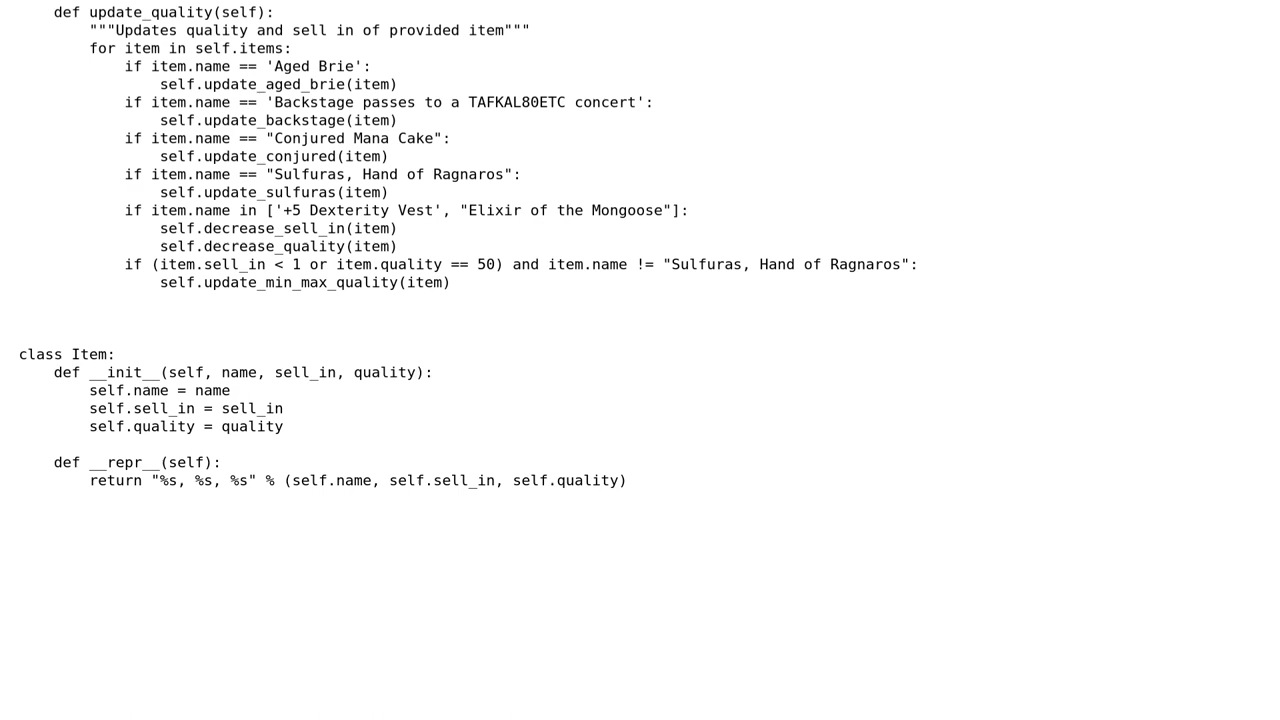 def update_quality(self):
        """Updates quality and sell in of provided item"""
        for item in self.items:
            if item.name == 'Aged Brie':
                self.update_aged_brie(item)
            if item.name == 'Backstage passes to a TAFKAL80ETC concert':
                self.update_backstage(item)
            if item.name == "Conjured Mana Cake":
                self.update_conjured(item)
            if item.name == "Sulfuras, Hand of Ragnaros":
                self.update_sulfuras(item)
            if item.name in ['+5 Dexterity Vest', "Elixir of the Mongoose"]:
                self.decrease_sell_in(item)
                self.decrease_quality(item)
            if (item.sell_in < 1 or item.quality == 50) and item.name != "Sulfuras, Hand of Ragnaros":
                self.update_min_max_quality(item)

class Item:
    def __init__(self, name, sell_in, quality):
        self.name = name
        self.sell_in = sell_in
        self.quality = quality

    def __repr__(self):
        return "%s, %s, %s" % (self.name, self.sell_in, self.quality)